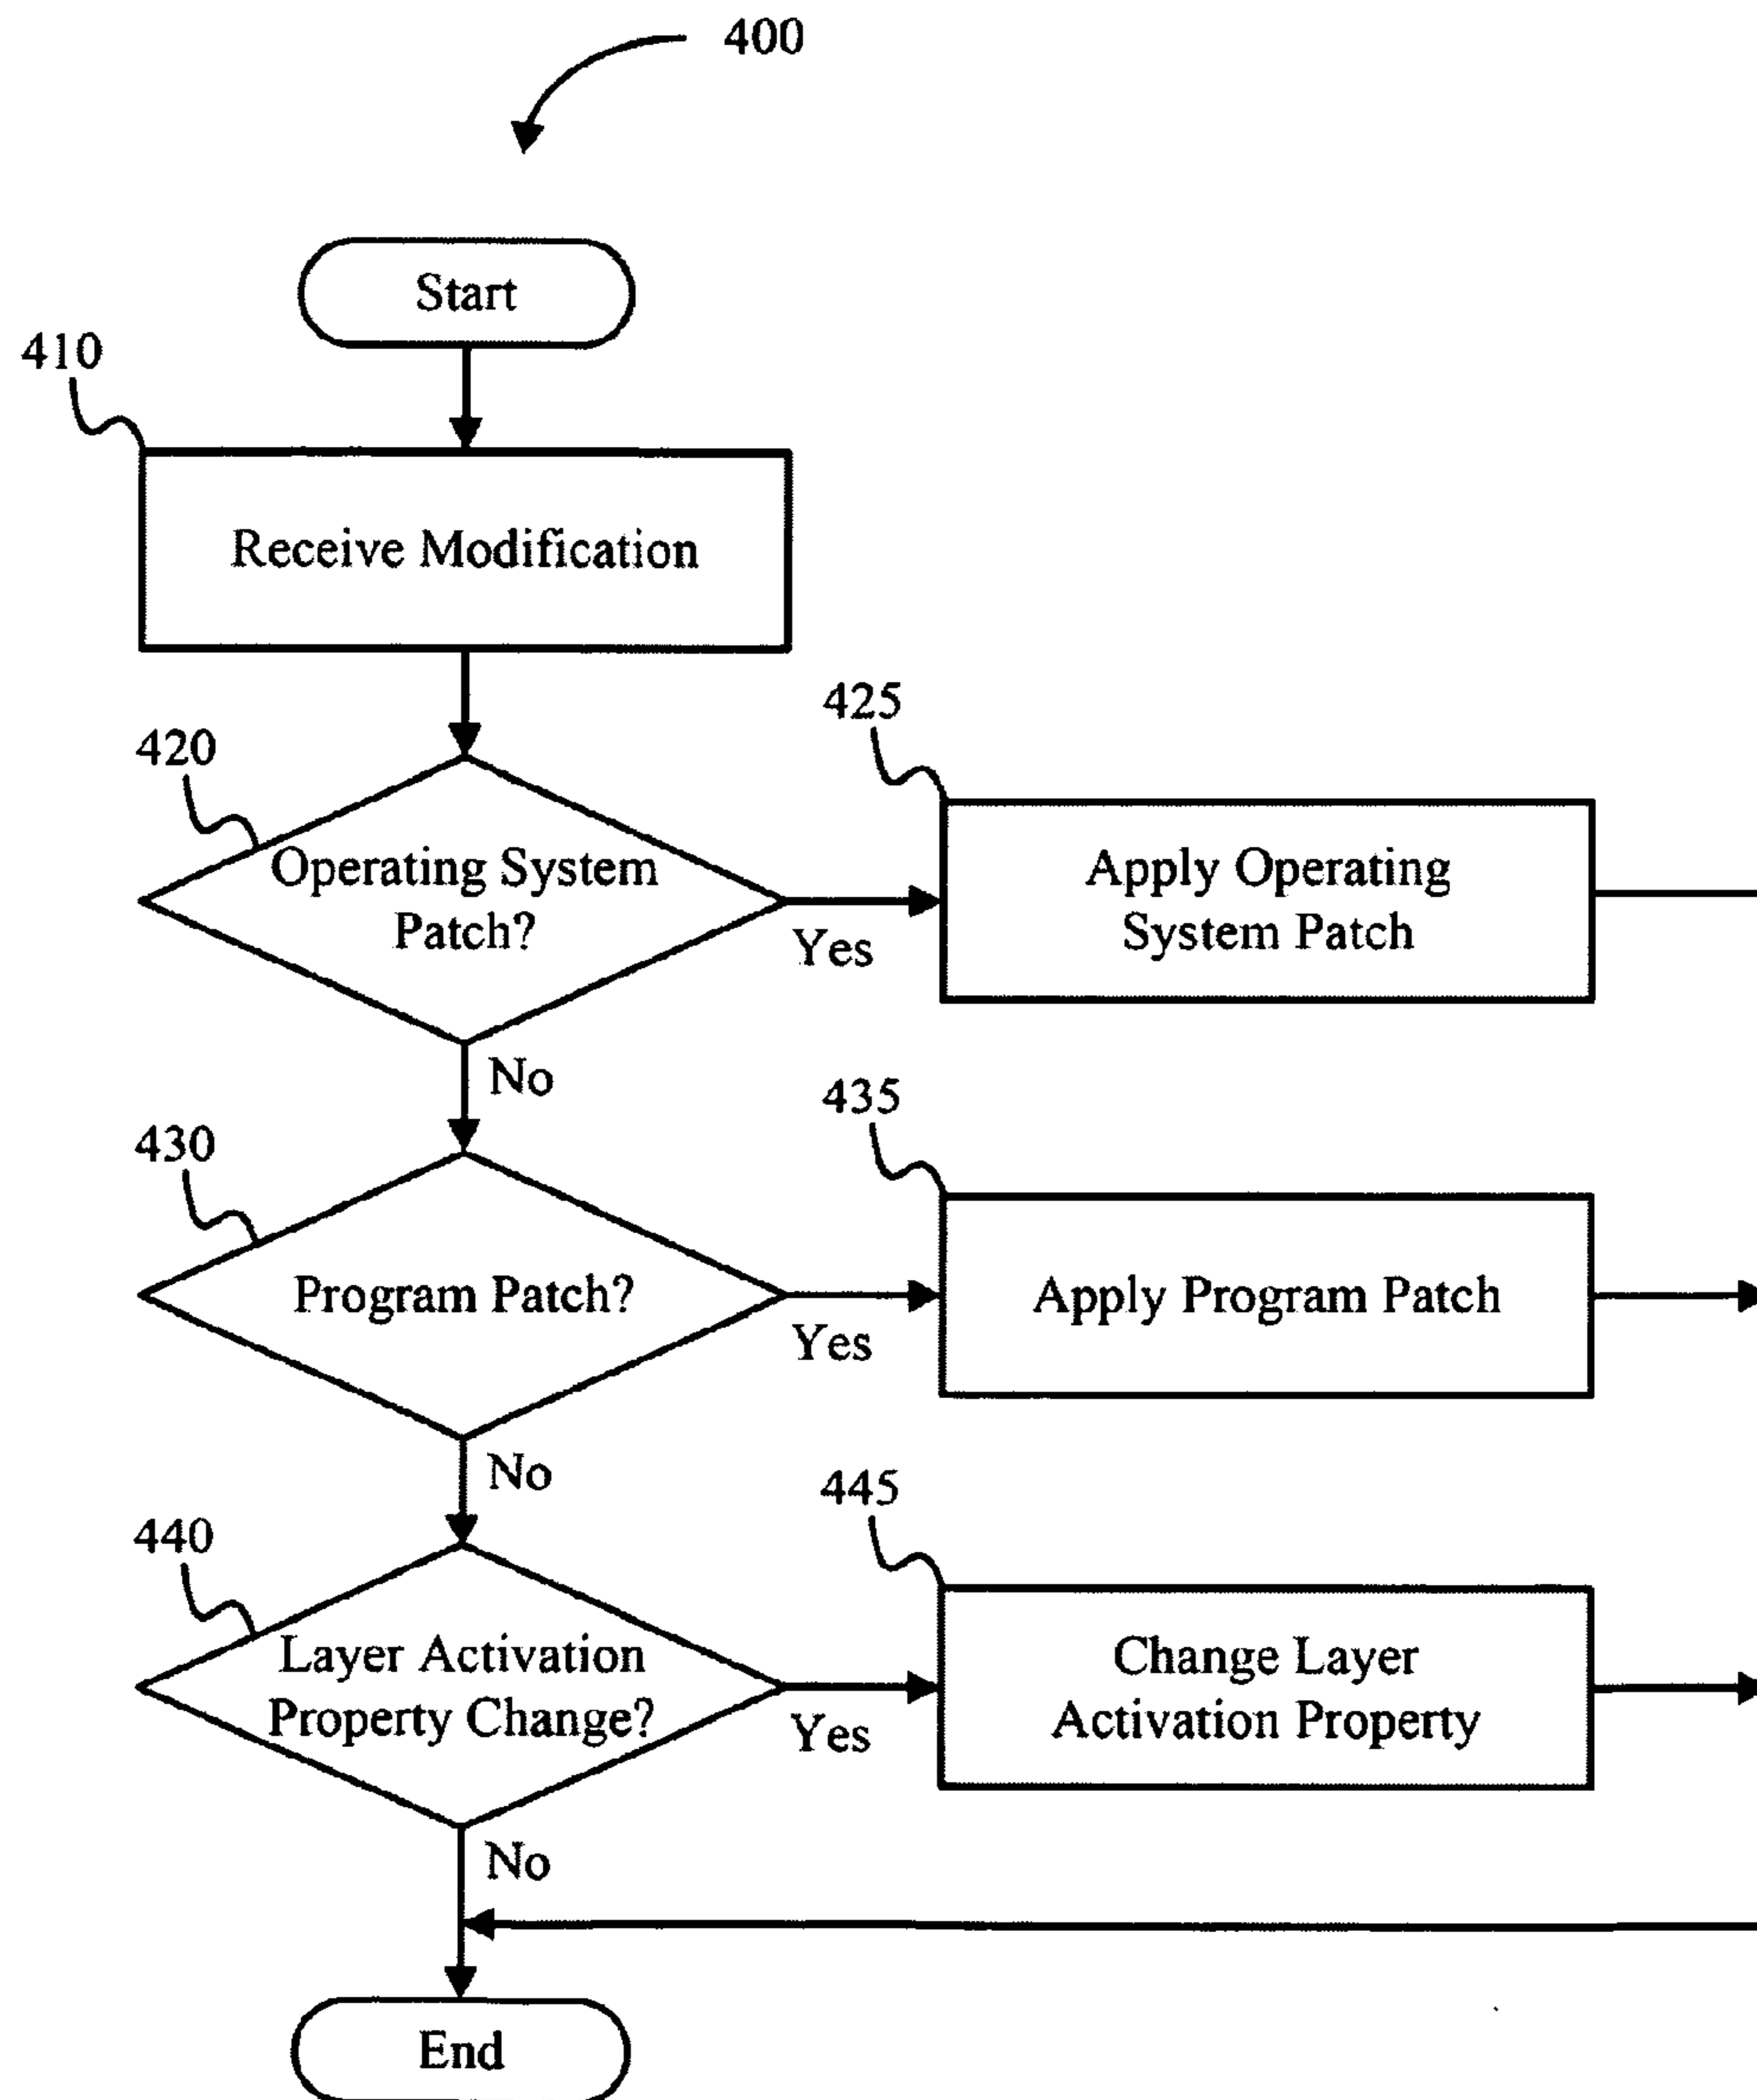 400
Start
410
Receive Modification
420
Operating System
Patch?
Yes
425
Apply Operating
System Patch
No
430
Program Patch?
Yes
435
Apply Program Patch
No
440
Layer Activation
Property Change?
Yes
445
Change Layer
Activation Property
No
End